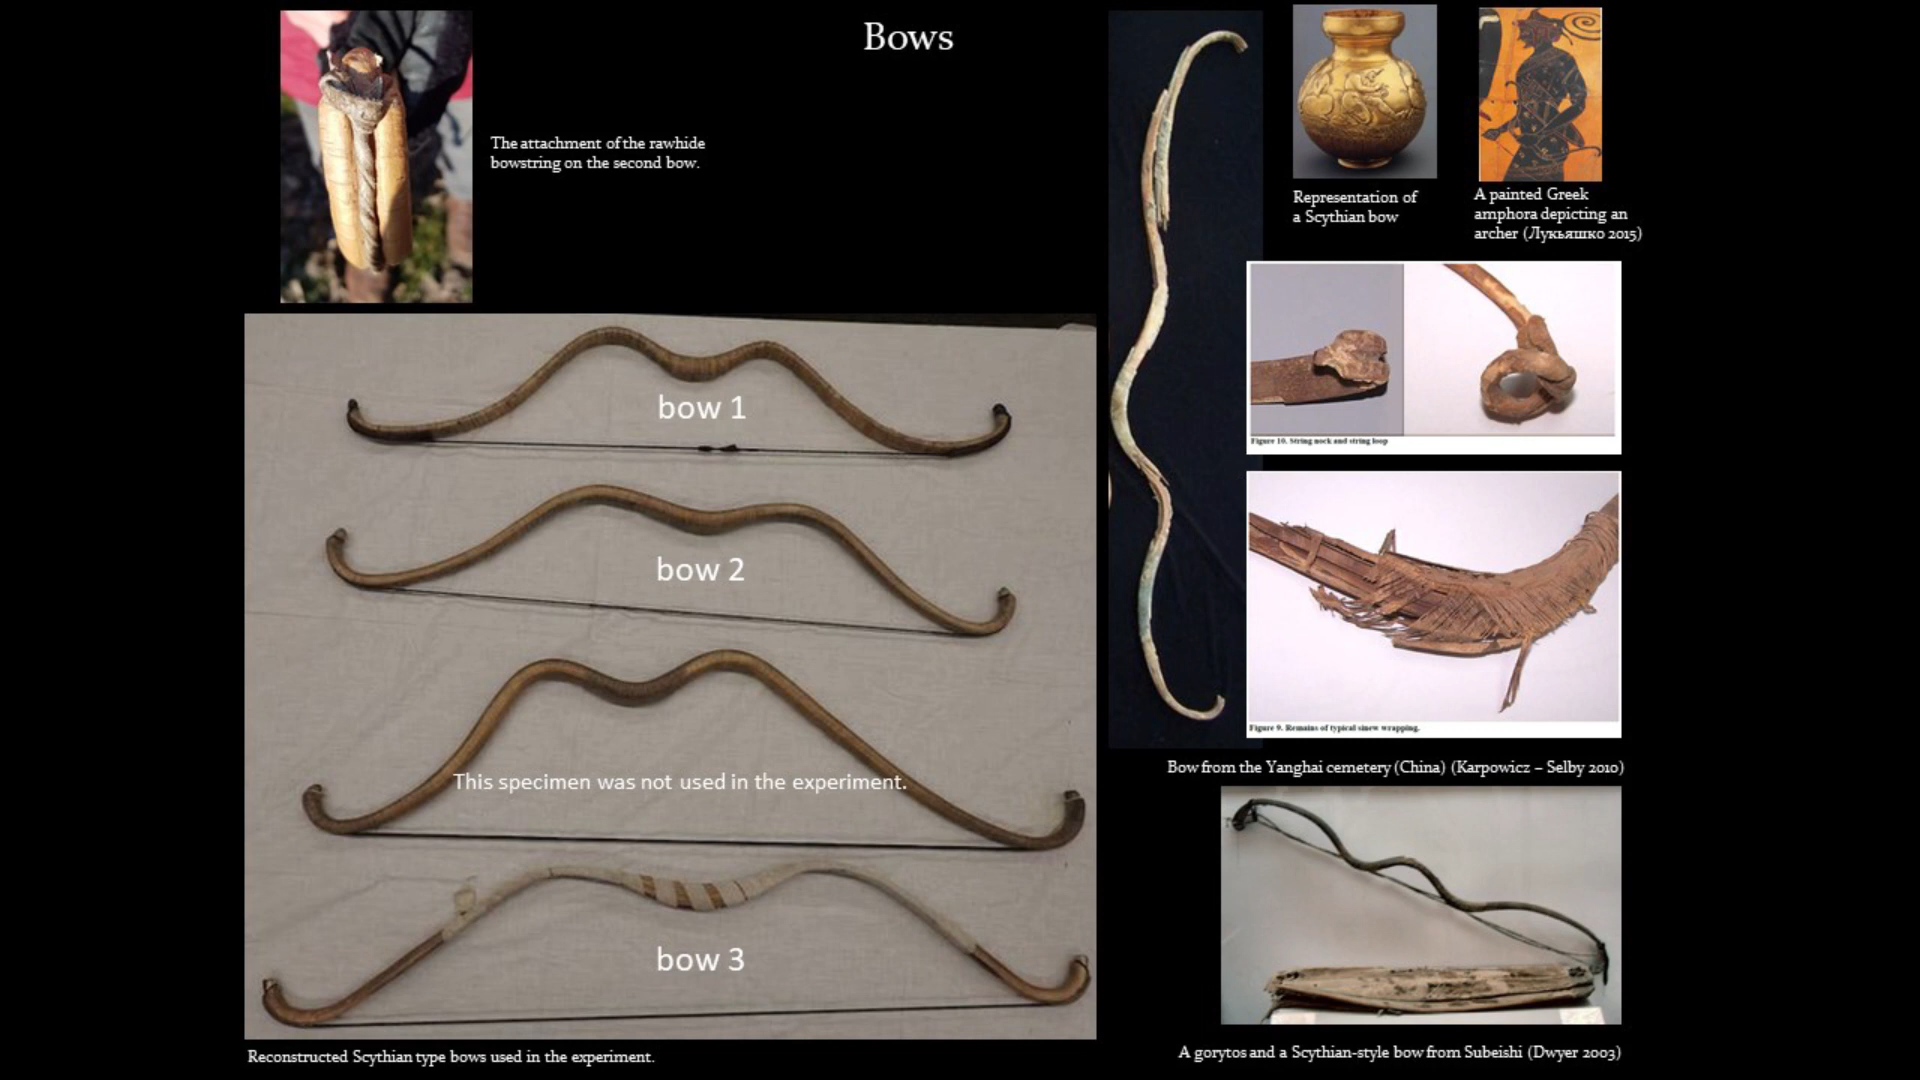 Bows
The attachment of the rawhide
bowstring on the second bow.
bow 1
bow 2
This specimen was not used in the experiment.
bow 3
Reconstructed Scythian type bows used in the experiment.
Representation of
a Scythian bow
A painted Greek
amphora depicting an
archer (Лукьяшко 2015)
Figure 10. String nock and string loop
Figure 9. Remains of typical sinew wrapping.
Bow from the Yanghai cemetery (China) (Karpowicz – Selby 2010)
A gorytos and a Scythian-style bow from Subeishi (Dwyer 2003)